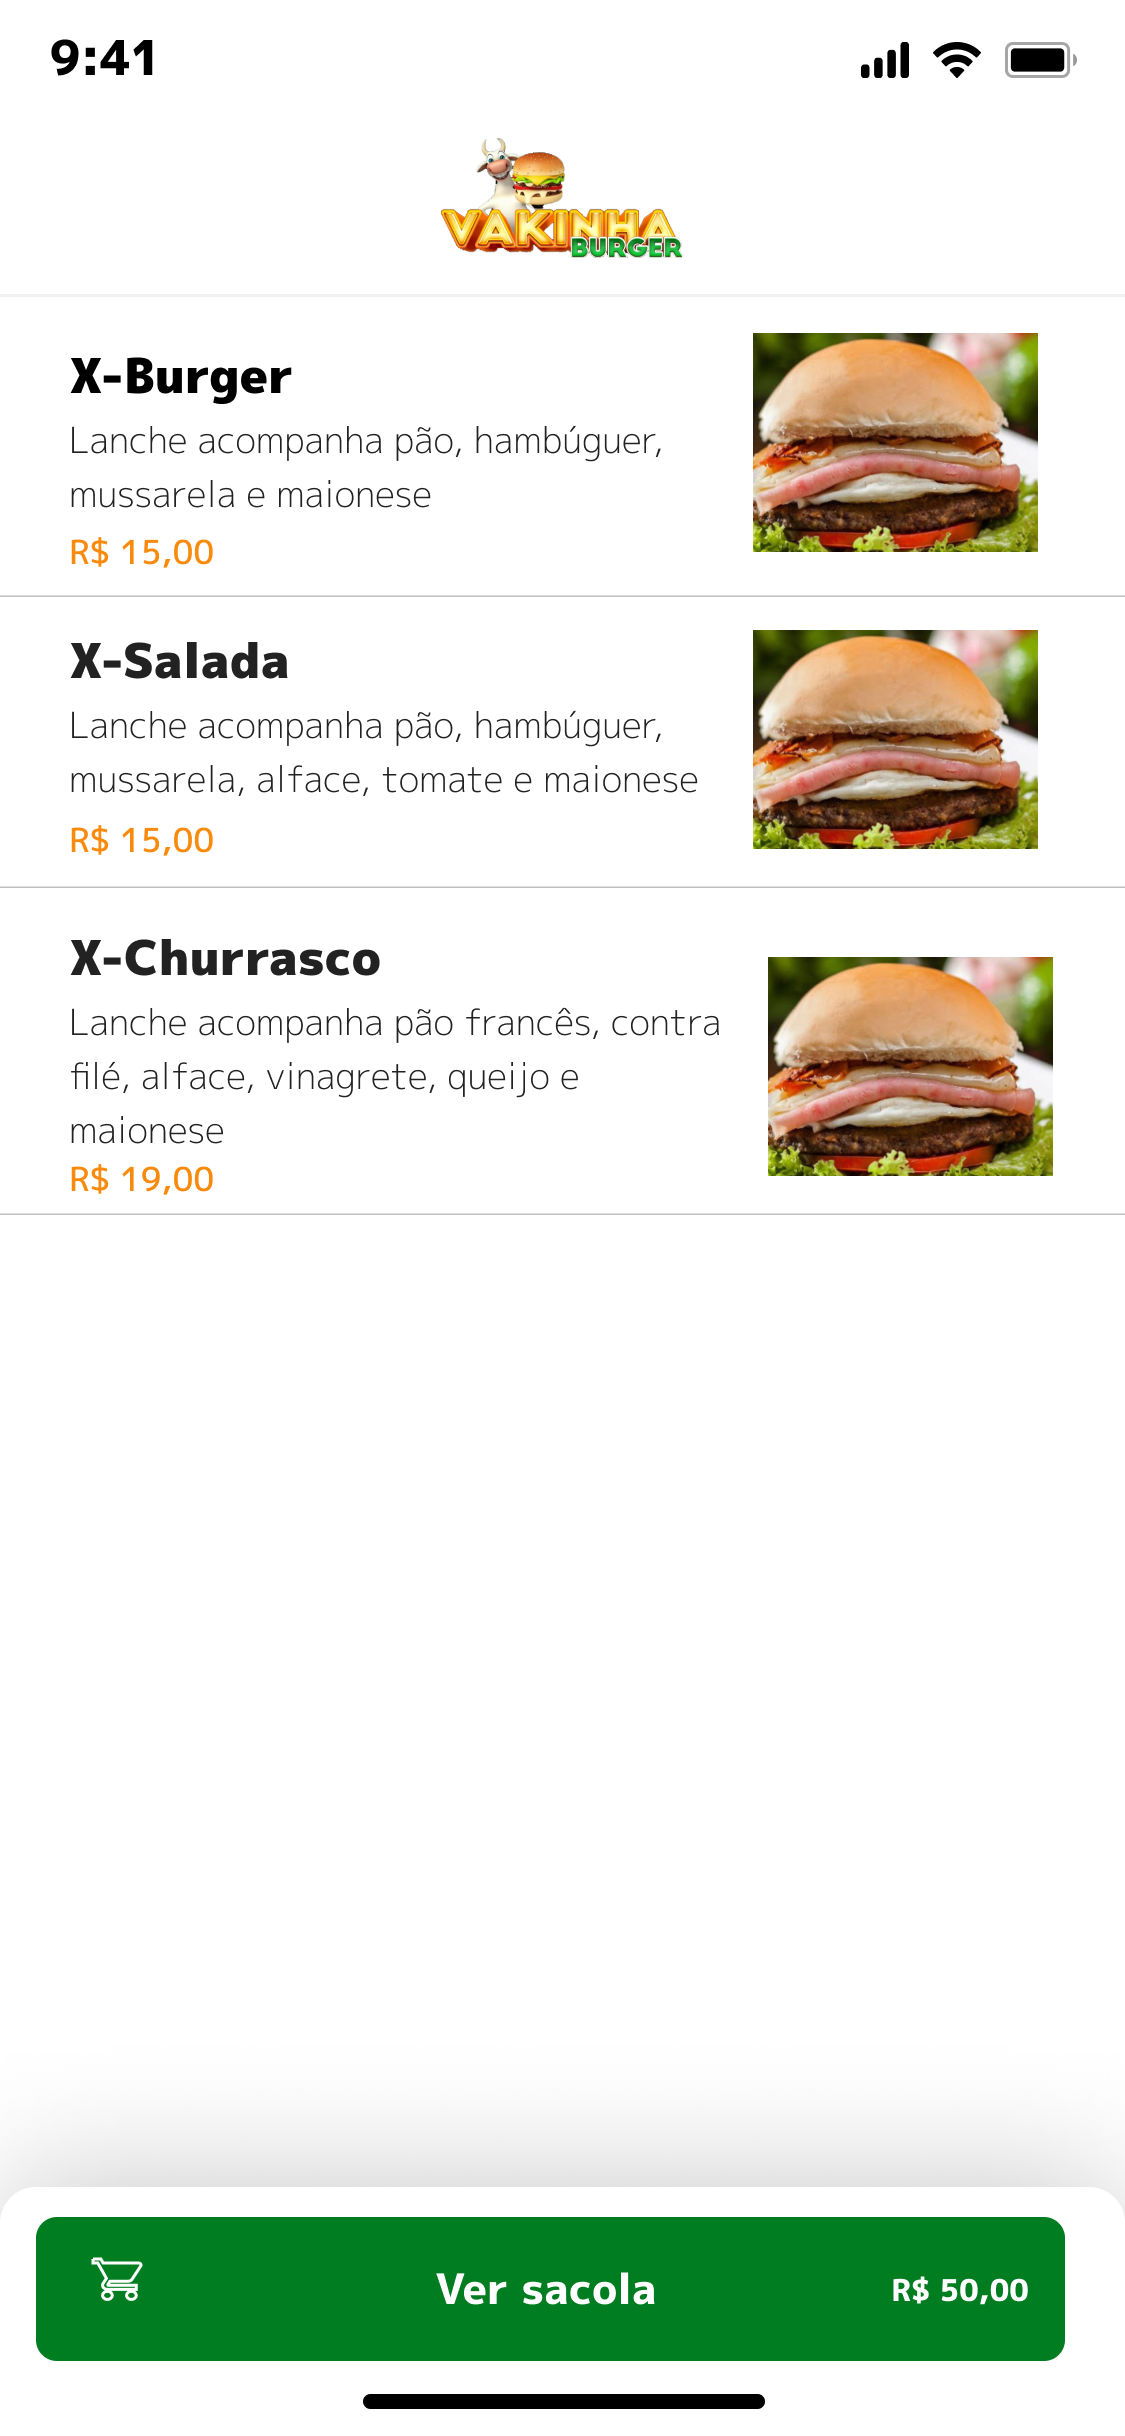 9:41
VAKINHA
BURGER
X-Burger
Lanche acompanha pão, hambúguer,
mussarela e maionese
R$ 15,00
X-Salada
Lanche acompanha pão, hambúguer,
mussarela, alface, tomate e maionese
R$ 15,00
X-Churrasco
Lanche acompanha pão francês, contra
filé, alface, vinagrete, queijo e
maionese
R$ 19,00
Ver sacola
R$ 50,00